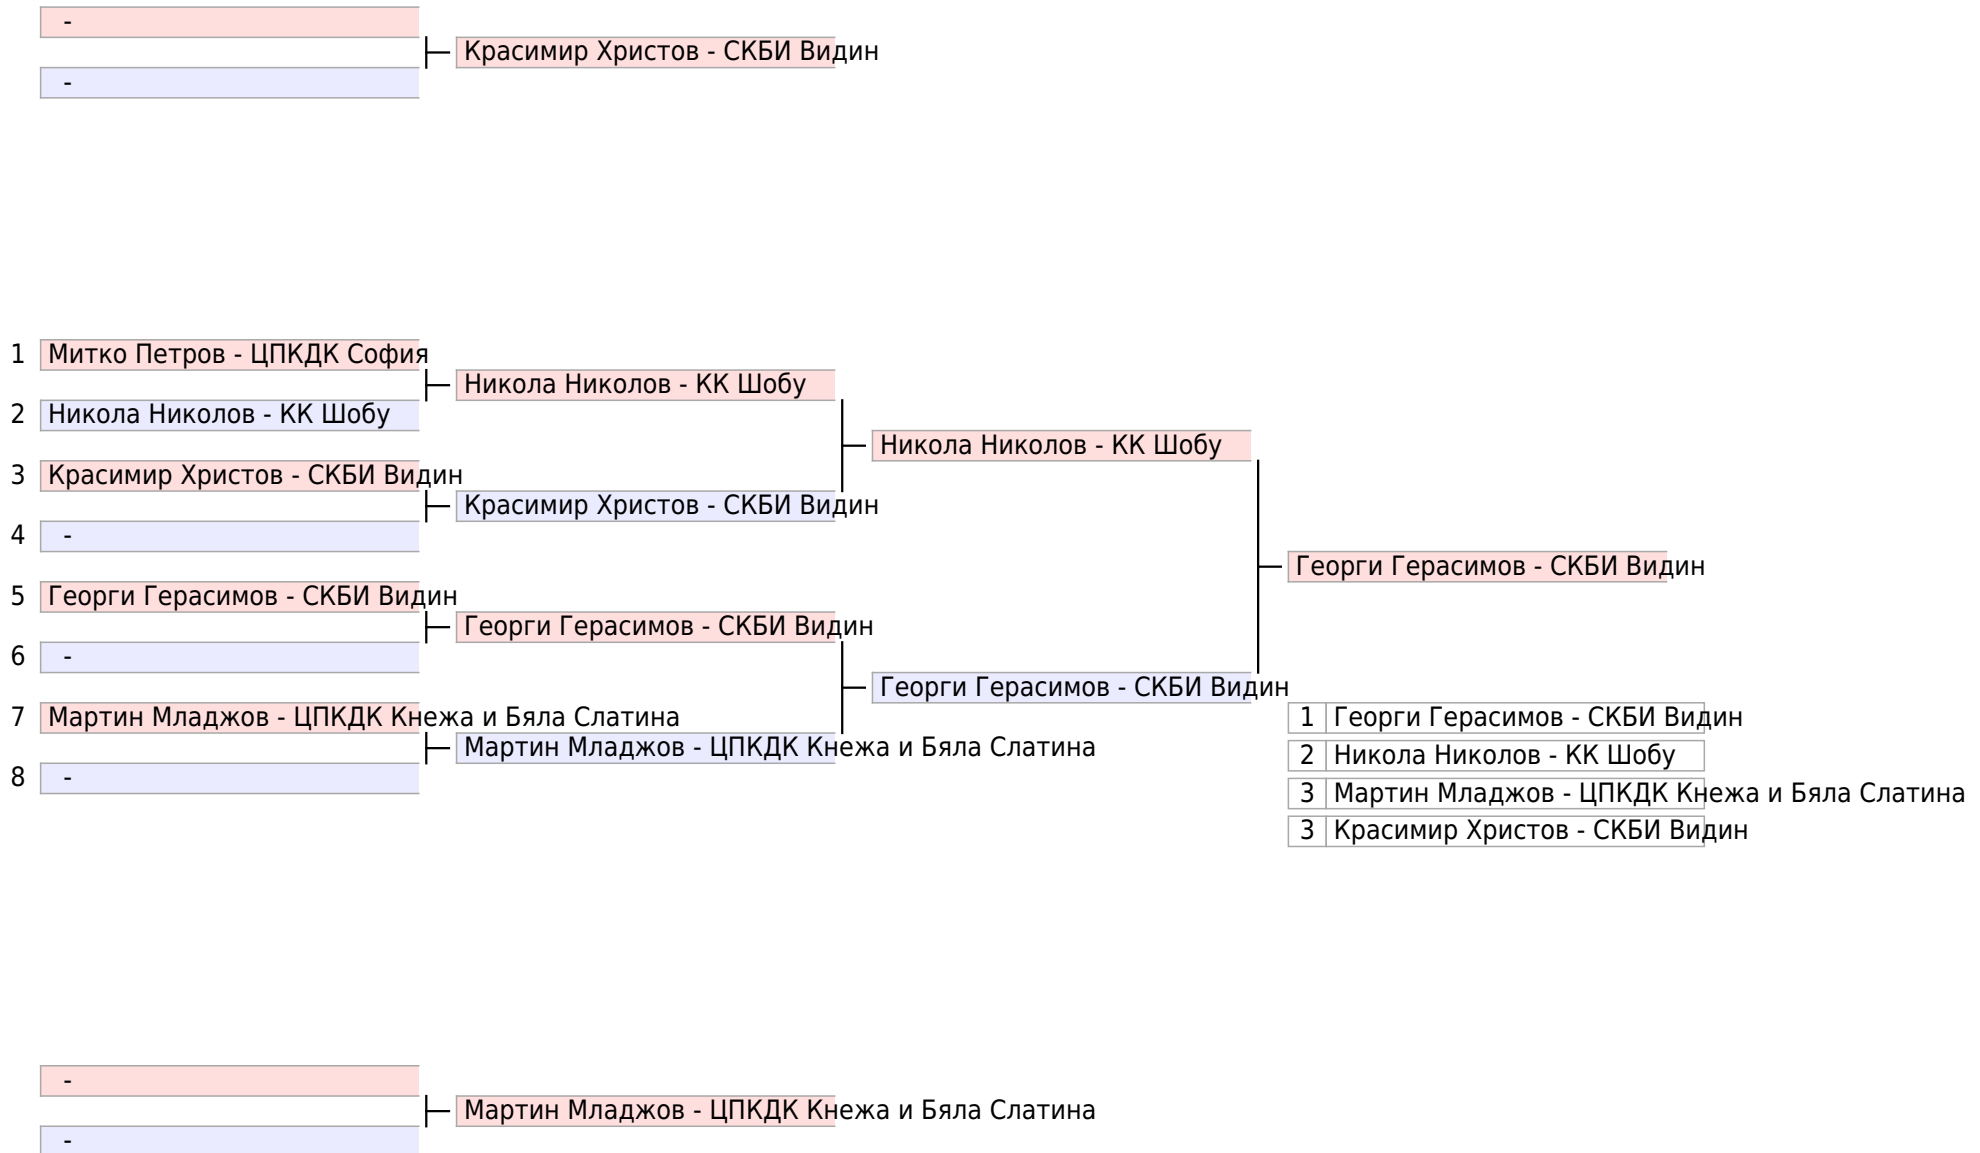 -
Красимир Христов - СКБИ Видин
-
1 Митко Петров - ЦПКДК София
Никола Николов - КК Шобу
2 Никола Николов - КК Шобу
Никола Николов - КК Шобу
3 Красимир Христов - СКБИ Видин
Красимир Христов - СКБИ Видин
4 -
Георги Герасимов - СКБИ Видин
5 Георги Герасимов - СКБИ Видин
Георги Герасимов - СКБИ Видин
6 -
Георги Герасимов - СКБИ Видин
7 Мартин Младжов - ЦПКДК Кнежа и Бяла Слатина
Мартин Младжов - ЦПКДК Кнежа и Бяла Слатина
8 -
1 Георги Герасимов - СКБИ Видин
2 Никола Николов - КК Шобу
3 Мартин Младжов - ЦПКДК Кнежа и Бяла Слатина
3 Красимир Христов - СКБИ Видин
-
Мартин Младжов - ЦПКДК Кнежа и Бяла Слатина
-